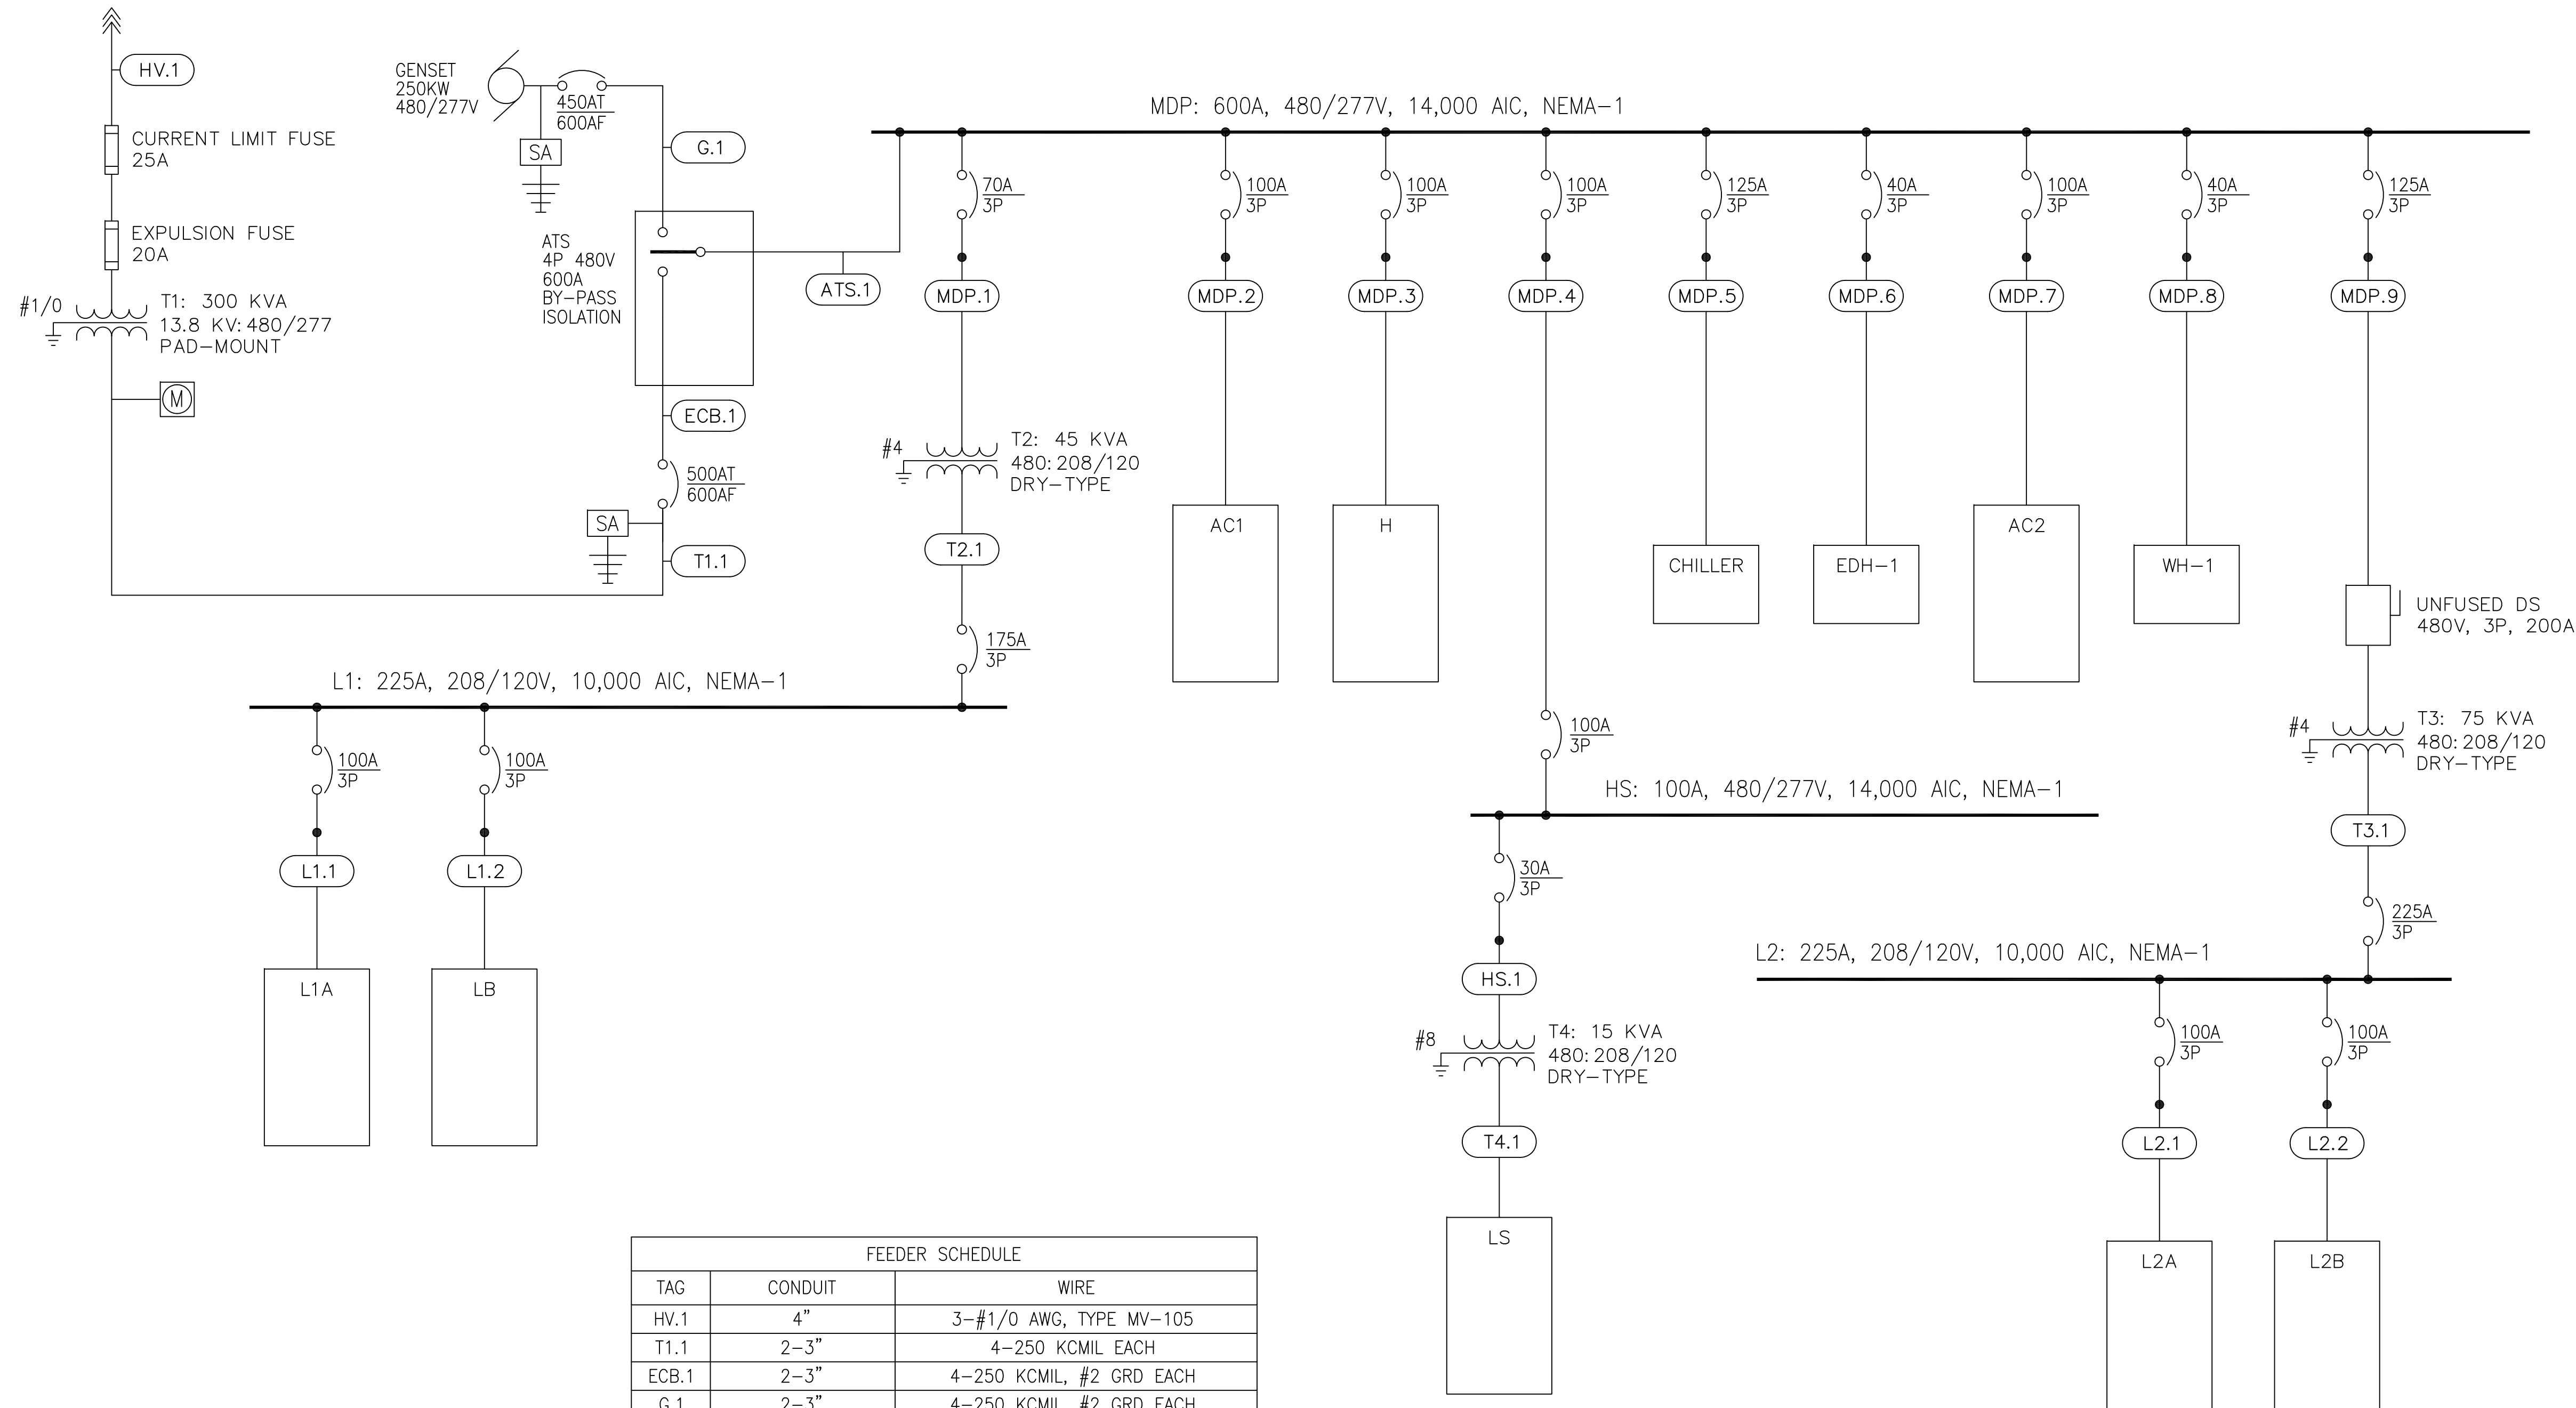 HV.1
CURRENT LIMIT FUSE
25A
EXPULSION FUSE
20A
#1/0
T1: 300 KVA
13.8 KV:480/277
PAD-MOUNT
M
GENSET
250KW
480/277V
450AT
600AF
SA
G.1
ATS
4P 480V
600A
BY-PASS
ISOLATION
ATS.1
ECB.1
500AT
600AF
SA
T1.1
MDP: 600A, 480/277V, 14,000 AIC, NEMA-1
70A
3P
100A
3P
100A
3P
100A
3P
125A
3P
40A
3P
100A
3P
40A
3P
125A
3P
MDP.1
MDP.2
MDP.3
MDP.4
MDP.5
MDP.6
MDP.7
MDP.8
MDP.9
#4
T2: 45 KVA
480:208/120
DRY-TYPE
T2.1
175A
3P
AC1
H
CHILLER
EDH-1
AC2
WH-1
UNFUSED DS
480V, 3P, 200A
#4
T3: 75 KVA
480:208/120
DRY-TYPE
T3.1
225A
3P
L1: 225A, 208/120V, 10,000 AIC, NEMA-1
100A
3P
100A
3P
L1.1
L1.2
L1A
LB
100A
3P
HS: 100A, 480/277V, 14,000 AIC, NEMA-1
30A
3P
HS.1
#8
T4: 15 KVA
480:208/120
DRY-TYPE
T4.1
LS
L2: 225A, 208/120V, 10,000 AIC, NEMA-1
100A
3P
100A
3P
L2.1
L2.2
L2A
L2B
FEEDER SCHEDULE
TAG CONDUIT WIRE
HV.1 4" 3-#1/0 AWG, TYPE MV-105
T1.1 2-3" 4-250 KCMIL EACH
ECB.1 2-3" 4-250 KCMIL, #2 GRD EACH
G.1 2-3" 4-250 KCMIL, #2 GRD EACH